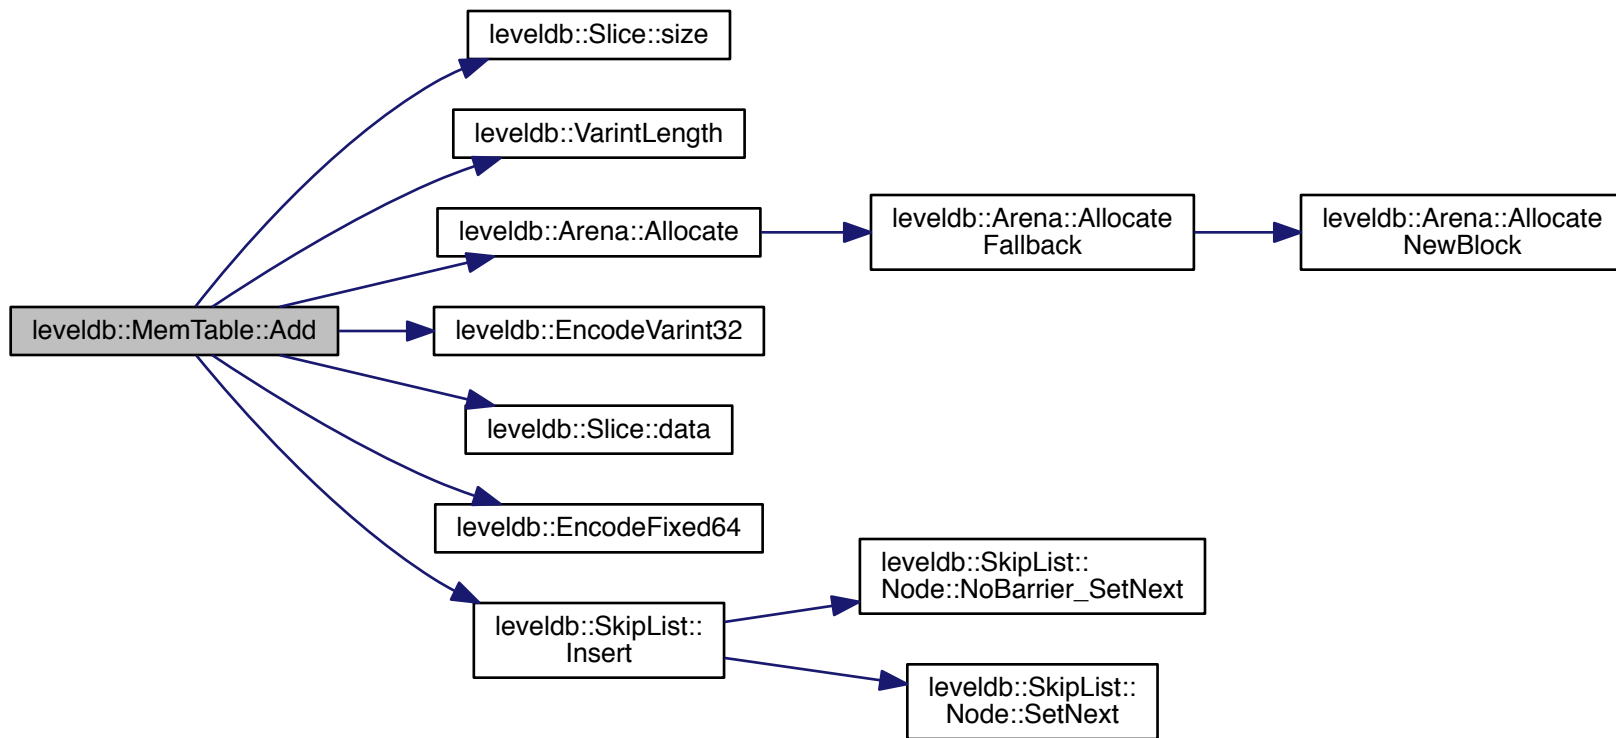 leveldb::Slice::size
leveldb::VarintLength
leveldb::Arena::Allocate
leveldb::Arena::Allocate
Fallback
leveldb::Arena::Allocate
NewBlock
leveldb::MemTable::Add
leveldb::EncodeVarint32
leveldb::Slice::data
leveldb::EncodeFixed64
leveldb::SkipList::
Insert
leveldb::SkipList::
Node::NoBarrier_SetNext
leveldb::SkipList::
Node::SetNext